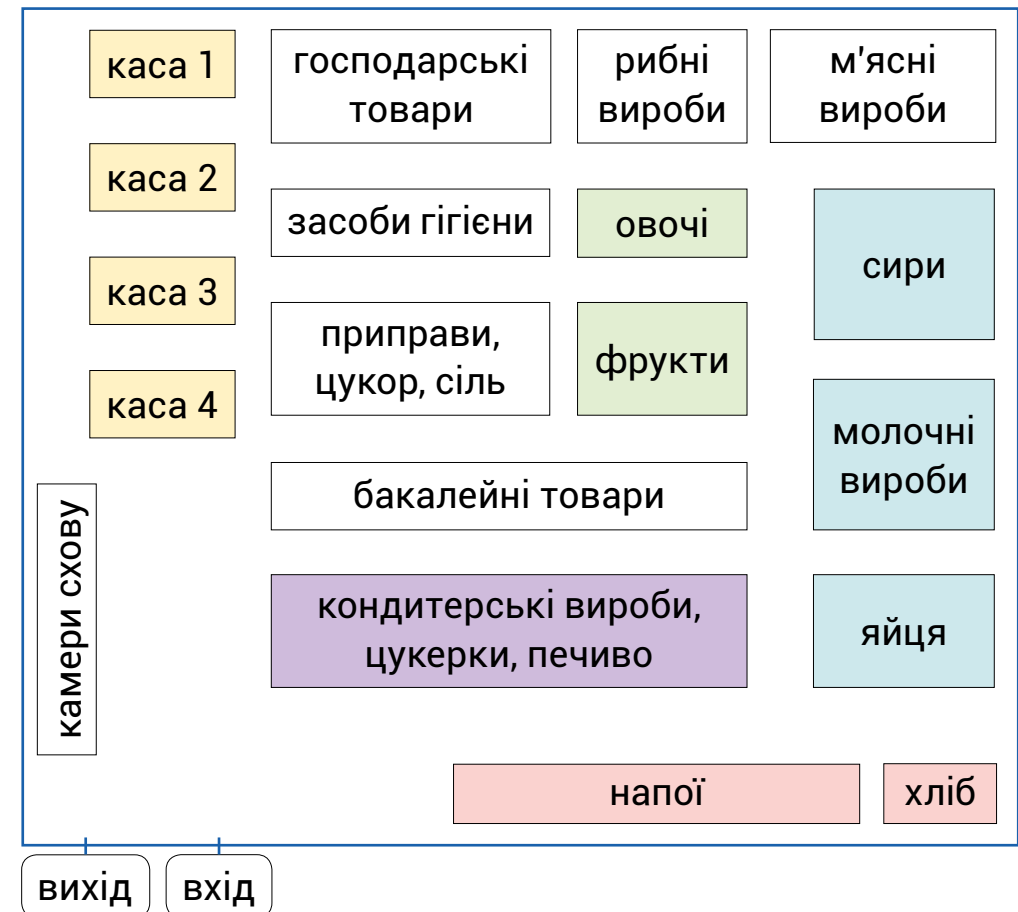 каса 1
господарські
товари
рибні
вироби
м'ясні
вироби
каса 2
засоби гігієни
овочі
сири
каса 3
приправи,
цукор, сіль
фрукти
каса 4
молочні
вироби
бакалейні товари
камери схову
кондитерські вироби,
цукерки, печиво
яйця
напої
хліб
вихід
вхід